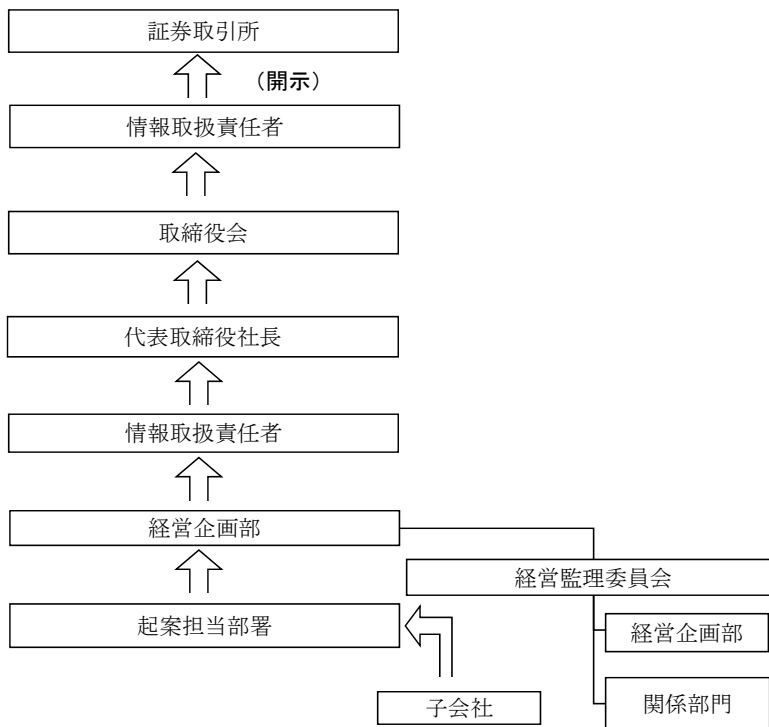 証券取引所
（開示）
情報取扱責任者
取締役会
代表取締役社長
情報取扱責任者
経営企画部
経営監理委員会
起案担当部署
経営企画部
子会社
関係部門